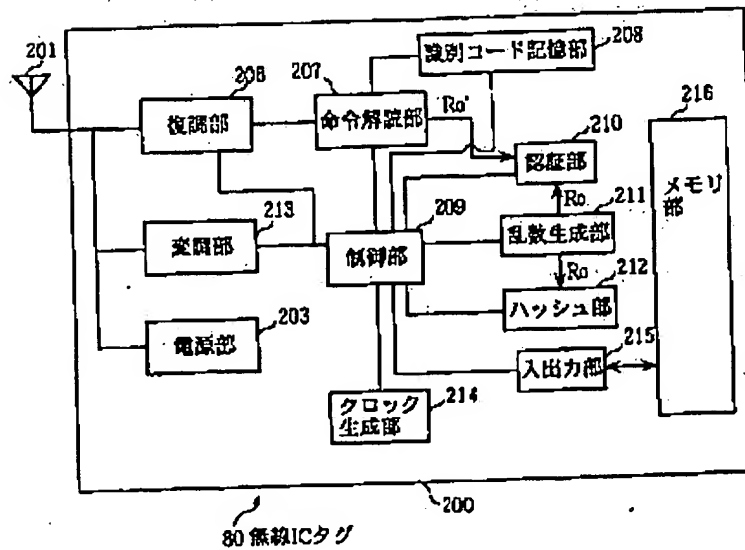 201
206
復調部
207
命令解読部
208
識別コード記憶部
Ro'
210
認証部
216
メモリ
部
213
変調部
209
制御部
Ro
211
乱数生成部
Ro
212
ハッシュ部
203
電源部
215
入出力部
クロック
生成部
214
200
80 無線ICタグ